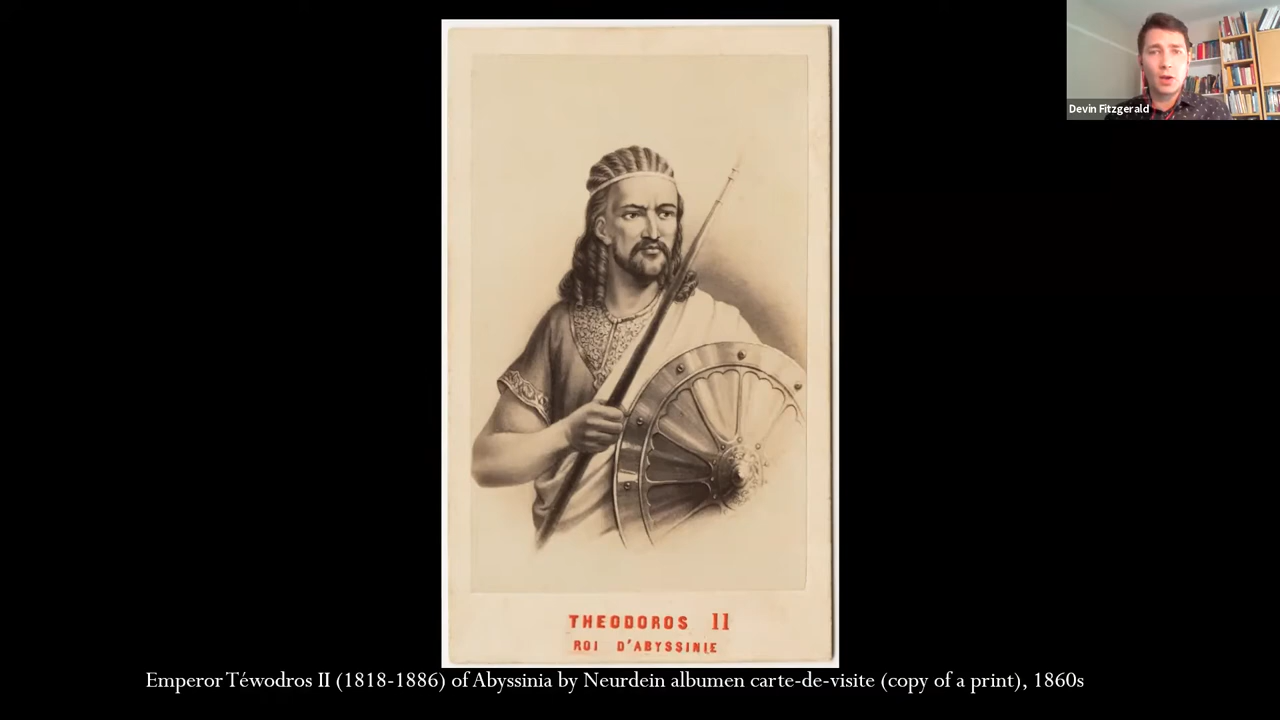 Devin Fitzgerald
THEODOROS II
ROI D'ABYSSINIE
Emperor Téwodros II (1818-1886) of Abyssinia by Neurdein albumen carte-de-visite (copy of a print), 1860s